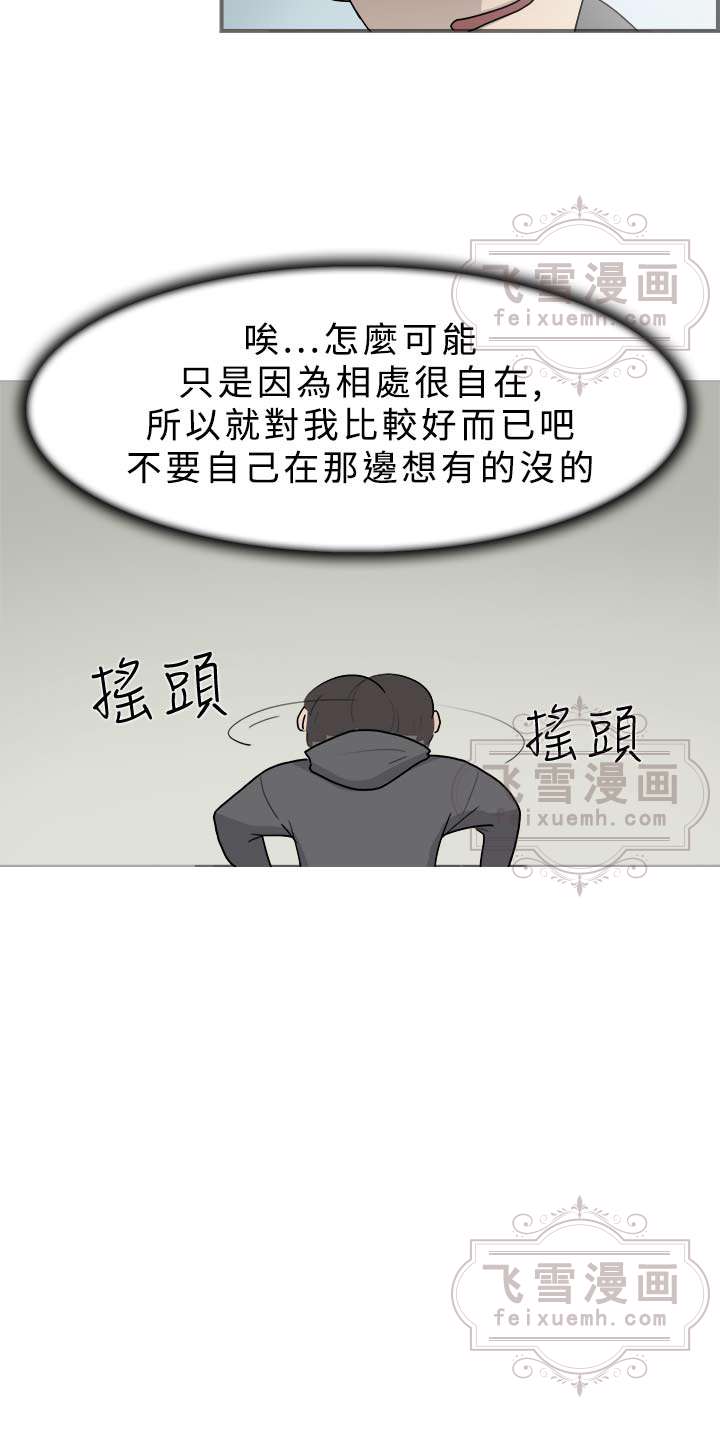 飞雪漫画
feixuemh.com
唉...怎麼可能
只是因為相處很自在,
所以就對我比較好而已吧
不要自己在那邊想有的沒的
搖頭
搖頭
飞雪漫画
feixuemh.com
飞雪漫画
feixuemh.com